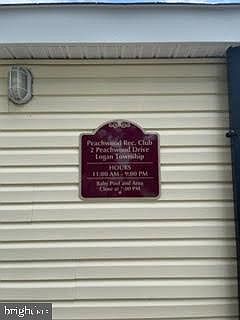 Peachwood Rec. Club
2 Peachwood Drive
Logan Township
HOURS
11:00 AM - 9:00 PM
Baby Pool and Area
Close at :00 PM
bright MLS